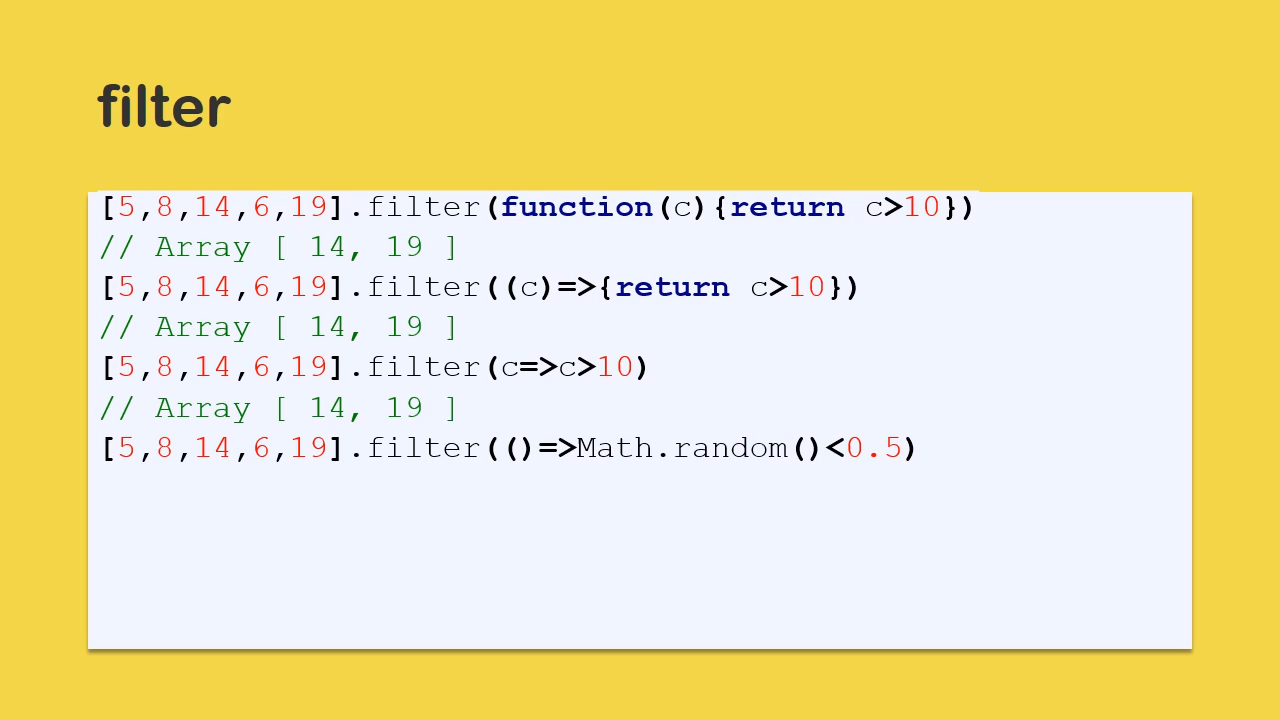 filter
[5,8,14,6,19].filter(function(c){return c>10})
// Array [ 14, 19 ]
[5,8,14,6,19].filter((c)=>{return c>10})
// Array [ 14, 19 ]
[5,8,14,6,19].filter(c=>c>10)
// Array [ 14, 19 ]
[5,8,14,6,19].filter(()=>Math.random()<0.5)